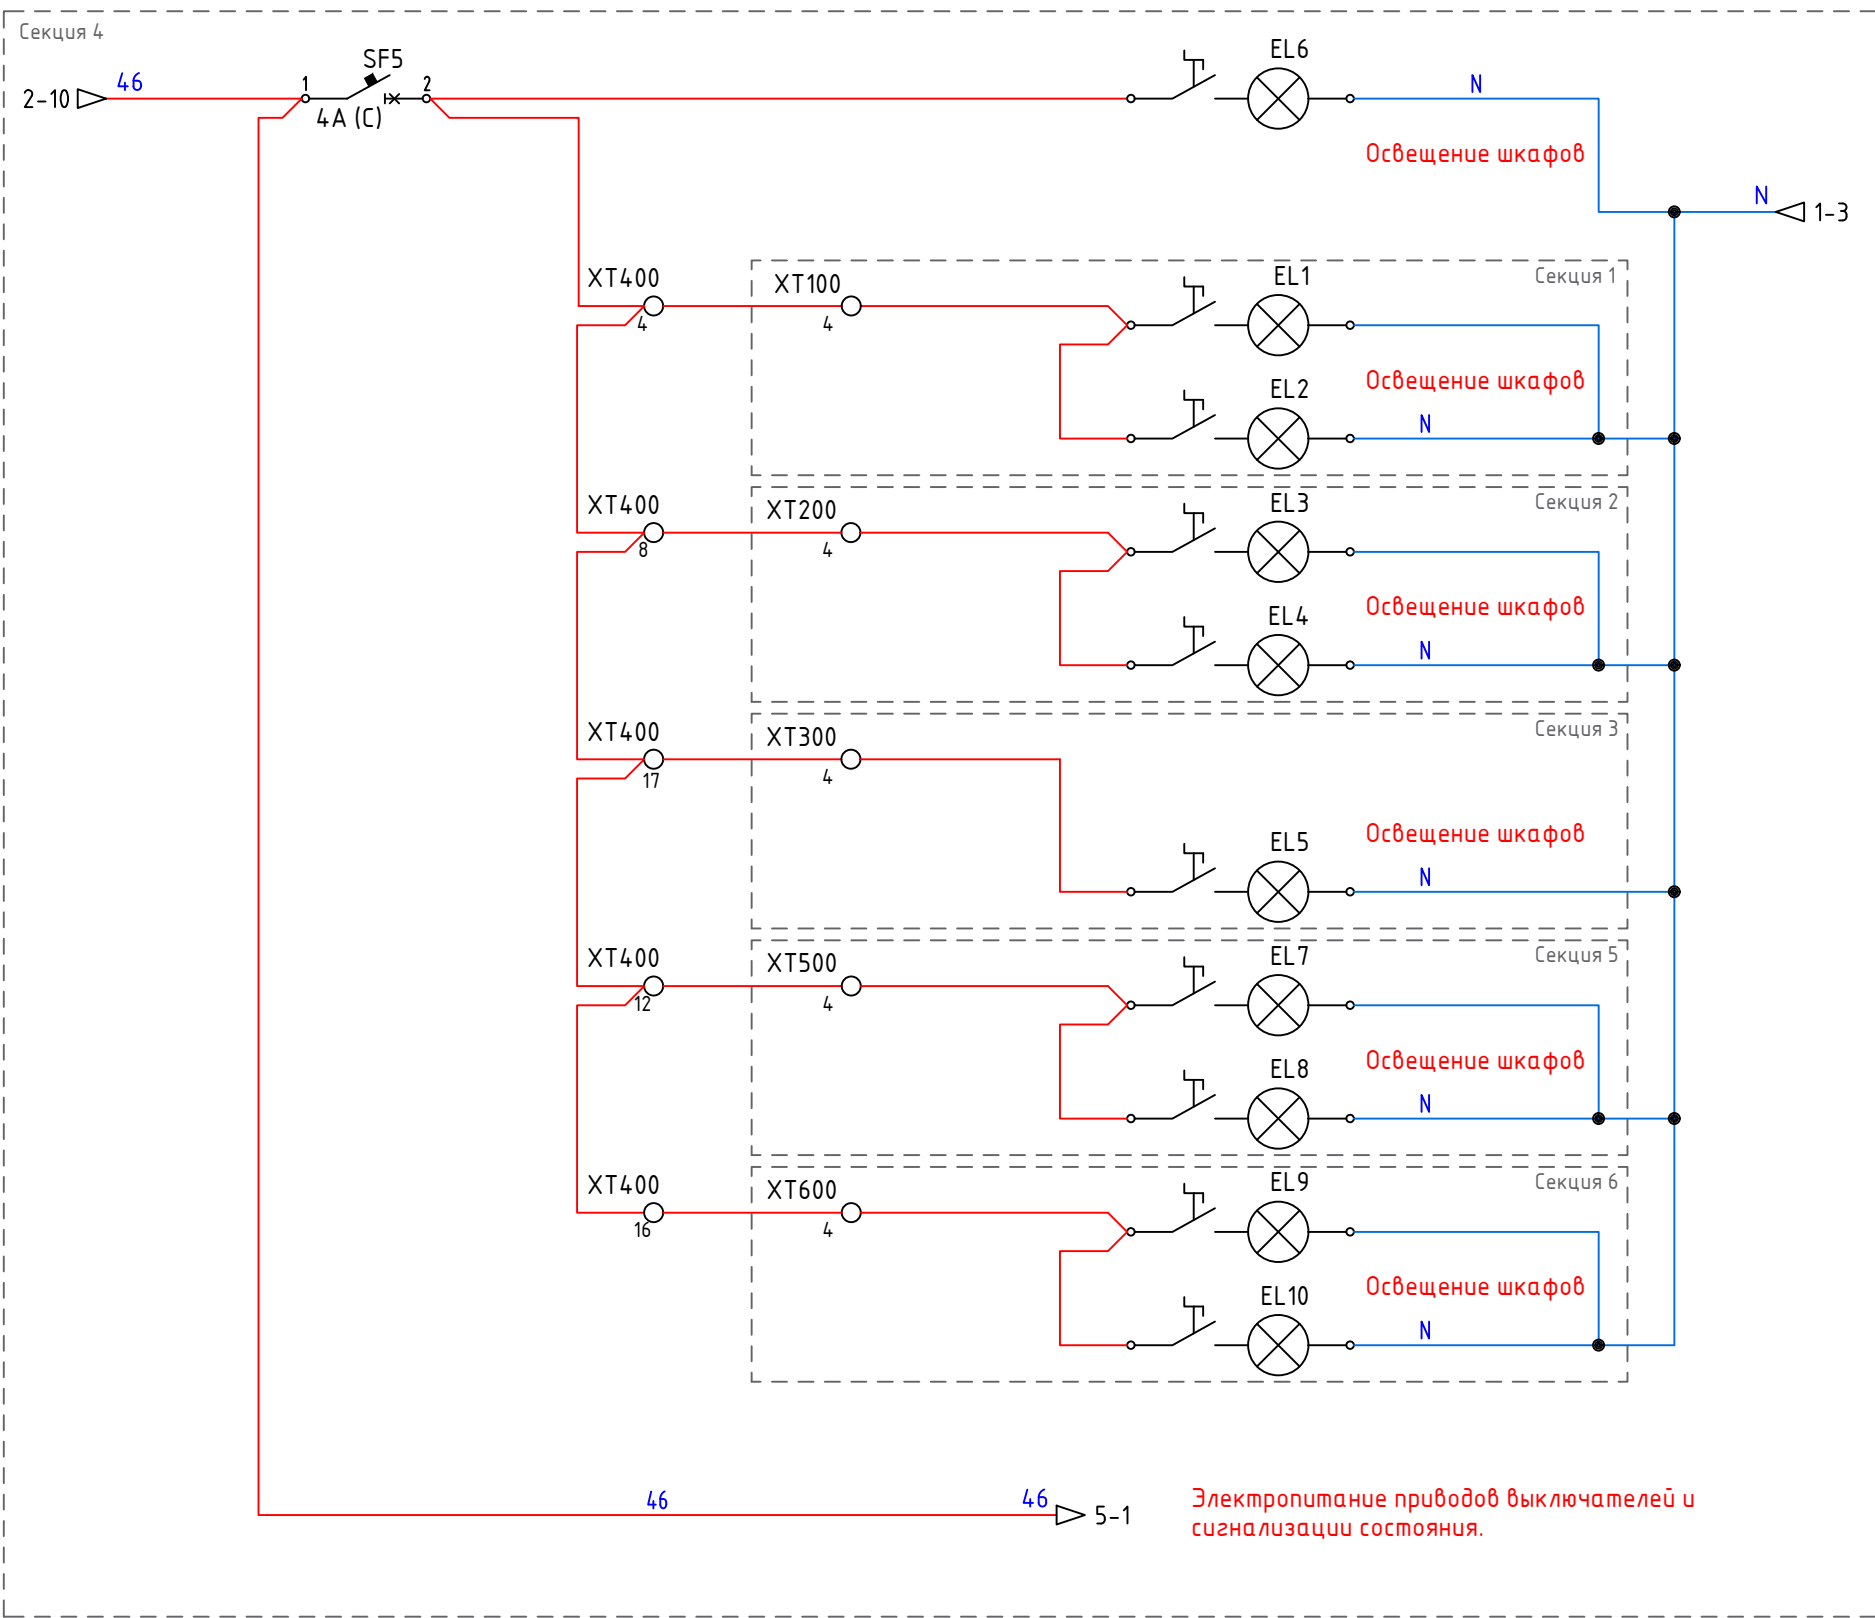 Секция 4
SF5
EL6
2-10
46
1
2
N
4A (C)
Освещение шкафов
N
1-3
XT400
XT100
EL1
Секция 1
4
4
Освещение шкафов
EL2
N
XT400
XT200
EL3
Секция 2
8
4
Освещение шкафов
EL4
N
XT400
XT300
Секция 3
17
4
Освещение шкафов
EL5
N
XT400
XT500
EL7
Секция 5
12
4
Освещение шкафов
EL8
N
XT400
XT600
EL9
Секция 6
16
4
Освещение шкафов
EL10
N
46
46
5-1
Электропитание приводов выключателей и
сигнализации состояния.